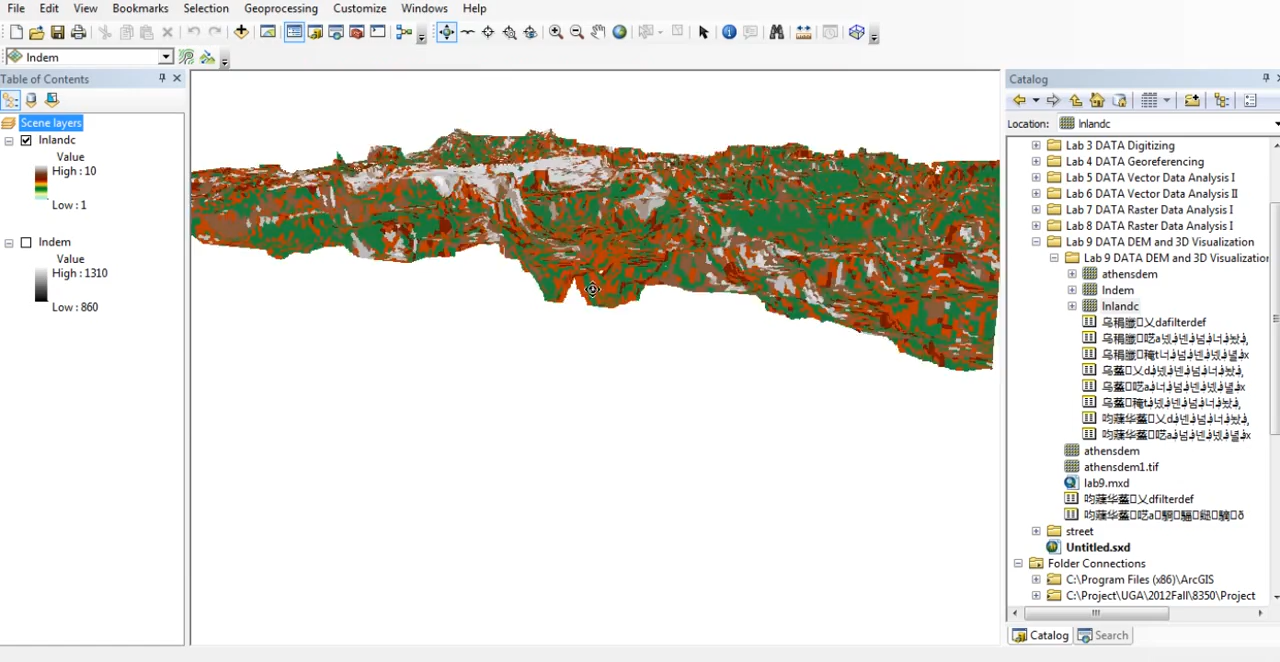 File Edit View Bookmarks Selection Geoprocessing Customize Windows Help
lndem
Table of Contents
Scene layers
lnlandc
Value
High : 10
Low : 1
lndem
Value
High : 1310
Low : 860
Catalog
Location: lnlandc
Lab 3 DATA Digitizing
Lab 4 DATA Georeferencing
Lab 5 DATA Vector Data Analysis I
Lab 6 DATA Vector Data Analysis II
Lab 7 DATA Raster Data Analysis I
Lab 8 DATA Raster Data Analysis I
Lab 9 DATA DEM and 3D Visualization
Lab 9 DATA DEM and 3D Visualization
athensdem
lndem
lnlandc
athensdem
athensdem1.tif
lab9.mxd
street
Untitled.sxd
Folder Connections
C:\Program Files (x86)\ArcGIS
C:\Project\UGA\2012Fall\8350\Project
Catalog Search